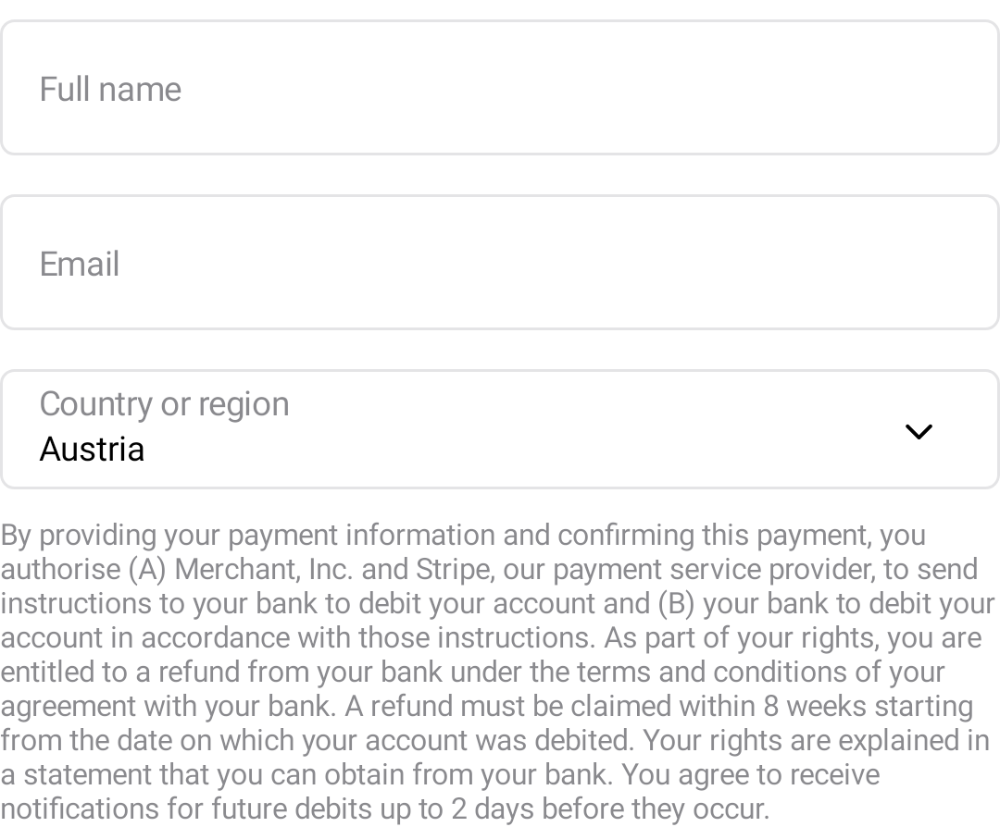 Full name
Email
Country or region
Austria
By providing your payment information and confirming this payment, you
authorise (A) Merchant, Inc. and Stripe, our payment service provider, to send
instructions to your bank to debit your account and (B) your bank to debit your
account in accordance with those instructions. As part of your rights, you are
entitled to a refund from your bank under the terms and conditions of your
agreement with your bank. A refund must be claimed within 8 weeks starting
from the date on which your account was debited. Your rights are explained in
a statement that you can obtain from your bank. You agree to receive
notifications for future debits up to 2 days before they occur.